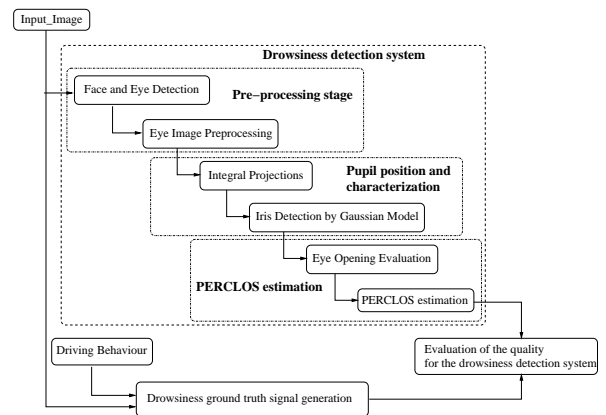 Input_Image
Drowsiness detection system
Face and Eye Detection
Pre-processing stage
Eye Image Preprocessing
Integral Projections
Pupil position and
characterization
Iris Detection by Gaussian Model
Eye Opening Evaluation
PERCLOS estimation
PERCLOS estimation
Driving Behaviour
Evaluation of the quality
for the drowsiness detection system
Drowsiness ground truth signal generation